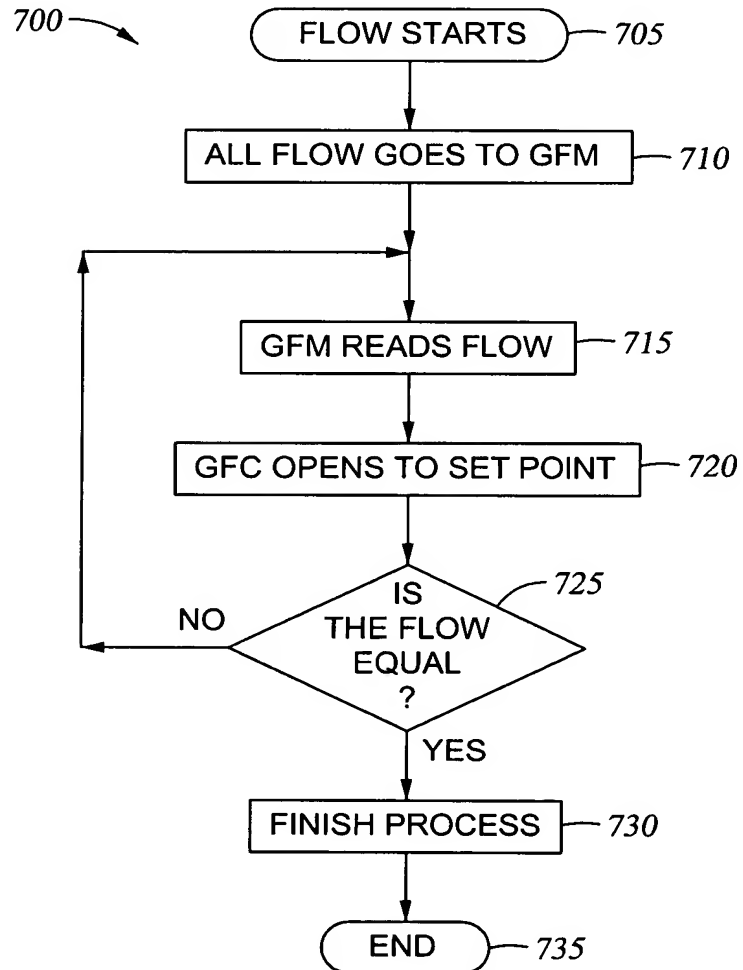 700
FLOW STARTS
705
ALL FLOW GOES TO GFM
710
GFM READS FLOW
715
GFC OPENS TO SET POINT
720
725
IS
THE FLOW
EQUAL
?
NO
YES
FINISH PROCESS
730
END
735